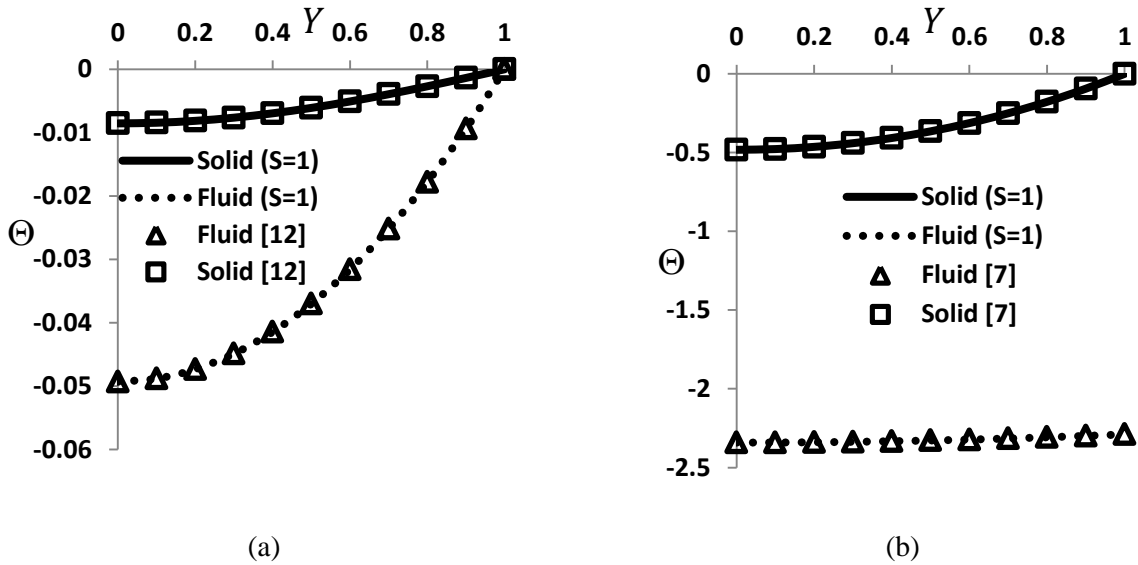 Y
0 0.2 0.4 0.6 0.8 1
0
-0.01
-0.02
-0.03
-0.04
-0.05
-0.06
Θ
Solid (S=1)
Fluid (S=1)
Fluid [12]
Solid [12]
(a)
Y
0 0.2 0.4 0.6 0.8 1
0
-0.5
-1
-1.5
-2
-2.5
Θ
Solid (S=1)
Fluid (S=1)
Fluid [7]
Solid [7]
(b)